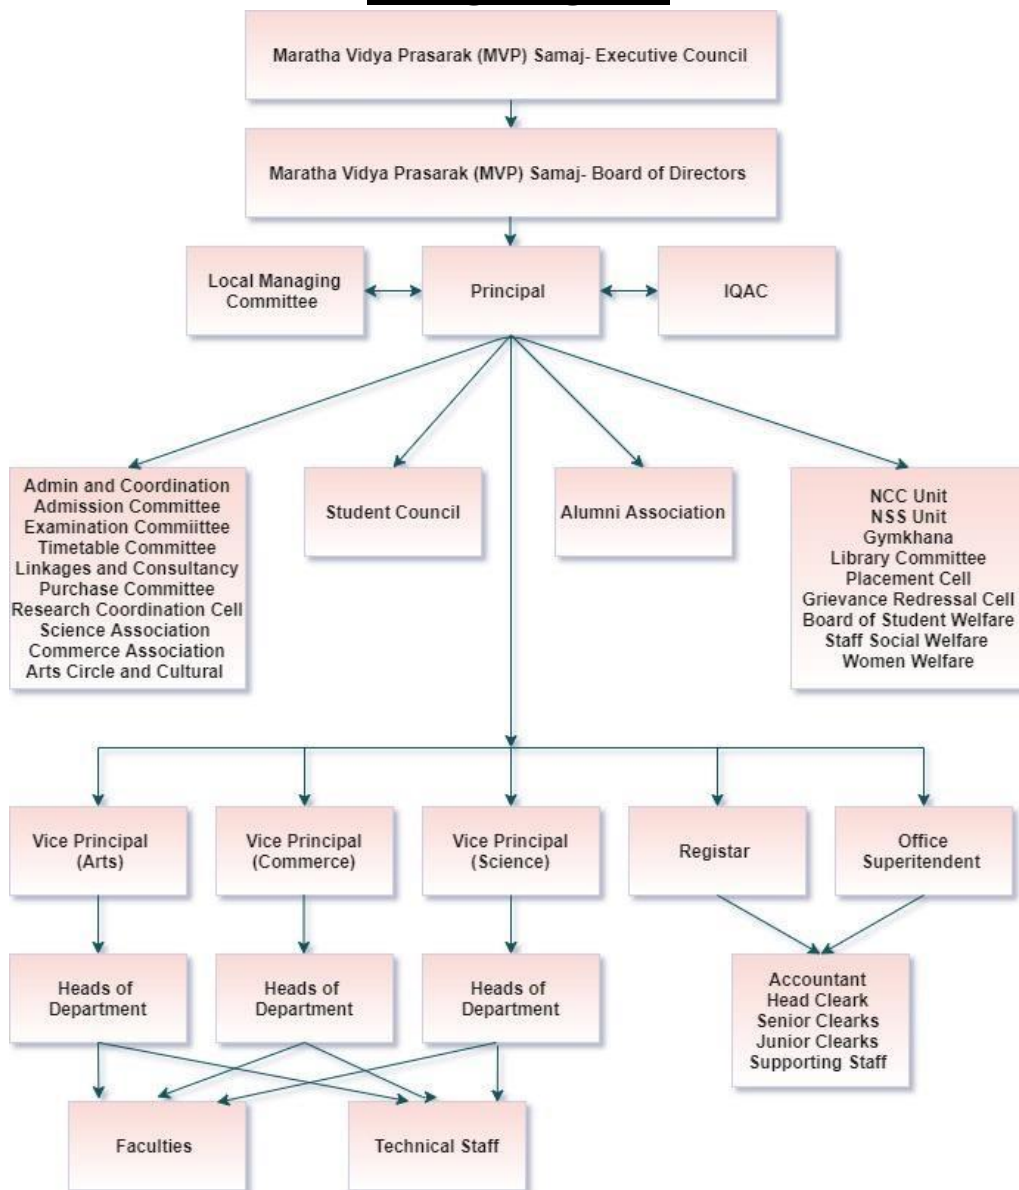 Maratha Vidya Prasarak (MVP) Samaj- Executive Council
Maratha Vidya Prasarak (MVP) Samaj- Board of Directors
Local Managing
Committee
Principal
IQAC
Admin and Coordination
Admission Committee
Examination Commiittee
Timetable Committee
Linkages and Consultancy
Purchase Committee
Research Coordination Cell
Science Association
Commerce Association
Arts Circle and Cultural
Student Council
Alumni Association
NCC Unit
NSS Unit
Gymkhana
Library Committee
Placement Cell
Grievance Redressal Cell
Board of Student Welfare
Staff Social Welfare
Women Welfare
Vice Principal
(Arts)
Vice Principal
(Commerce)
Vice Principal
(Science)
Registar
Office
Superitendent
Heads of
Department
Heads of
Department
Heads of
Department
Accountant
Head Cleark
Senior Clearks
Junior Clearks
Supporting Staff
Faculties
Technical Staff